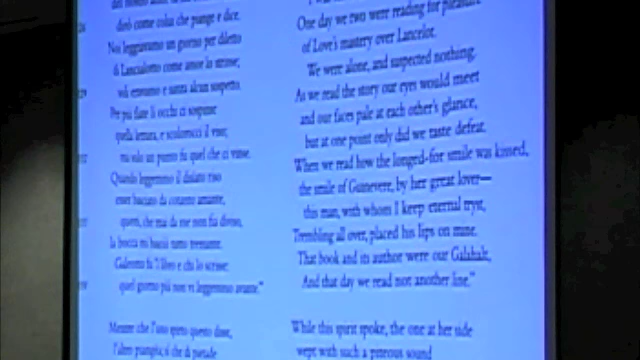 dirò come colui che piange e dice.
Noi leggiavamo un giorno per diletto
di Lancialotto come amor lo strinse;
soli eravamo e sanza alcun sospetto.
Per più fiate li occhi ci sospinse
quella lettura, e scolorocci il viso;
ma solo un punto fu quel che ci vinse.
Quando leggemmo il disiato riso
esser basciato da cotanto amante,
questi, che mai da me non fia diviso,
la bocca mi basciò tutto tremante.
Galeotto fu 'l libro e chi lo scrisse:
quel giorno più non vi leggemmo avante."
Mentre che l'uno spirto questo disse,
l'altro piangëa; sì che di pietade
One day we two were reading for pleasure
of Love's mastery over Lancelot.
We were alone, and suspected nothing.
As we read the story our eyes would meet
and our faces pale at each other's glance,
but at one point only did we taste defeat.
When we read how the longed-for smile was kissed,
the smile of Guinevere, by her great lover—
this man, with whom I keep eternal tryst,
Trembling all over, placed his lips on mine.
That book and its author were our Galahalt,
And that day we read not another line."
While this spirit spoke, the one at her side
wept with such a piteous sound